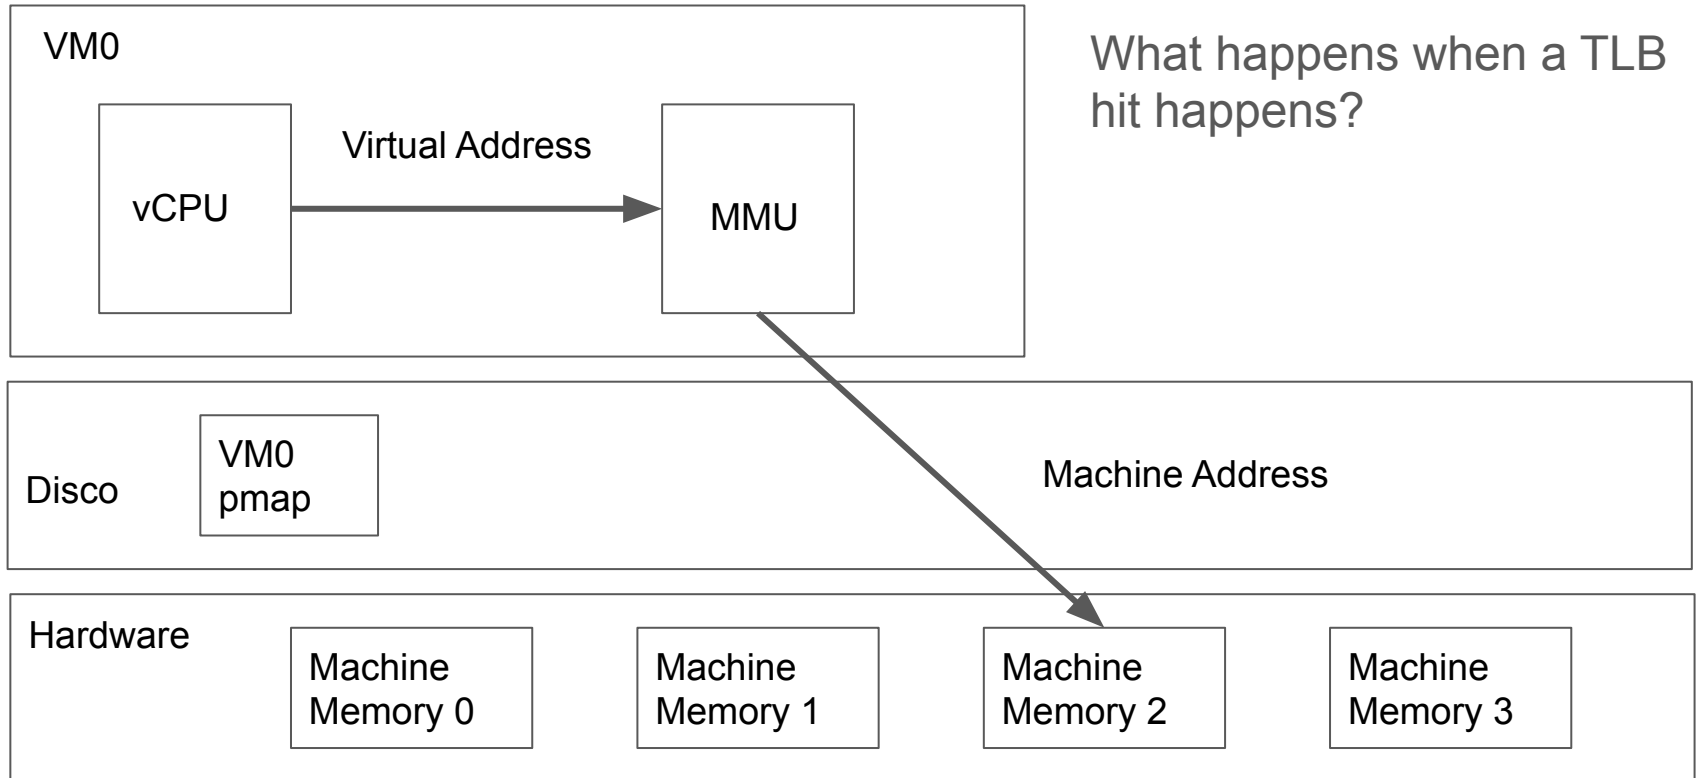 VM0
What happens when a TLB
hit happens?
Virtual Address
vCPU
MMU
VM0
pmap
Disco
Machine Address
Hardware
Machine
Memory 0
Machine
Memory 1
Machine
Memory 2
Machine
Memory 3